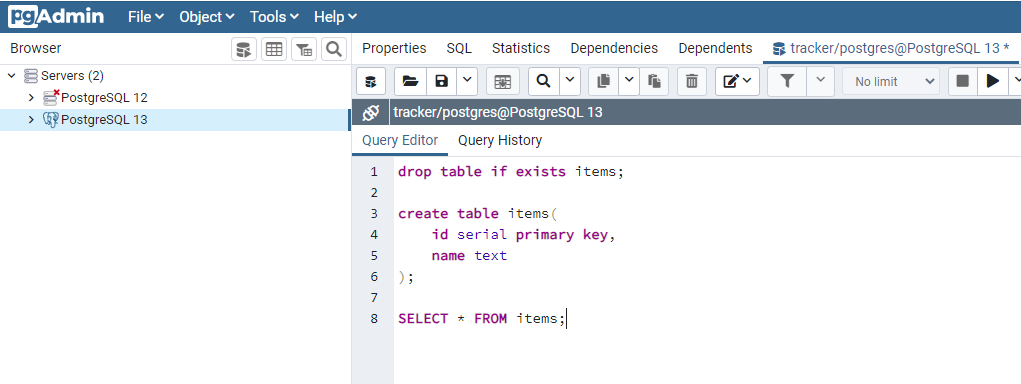 pgAdmin File Object Tools Help
Browser
Properties SQL Statistics Dependencies Dependents tracker/postgres@PostgreSQL 13 *
Servers (2)
PostgreSQL 12
PostgreSQL 13
No limit
tracker/postgres@PostgreSQL 13
Query Editor Query History
1 drop table if exists items;
2
3 create table items(
4 id serial primary key,
5 name text
6 );
7
8 SELECT * FROM items;